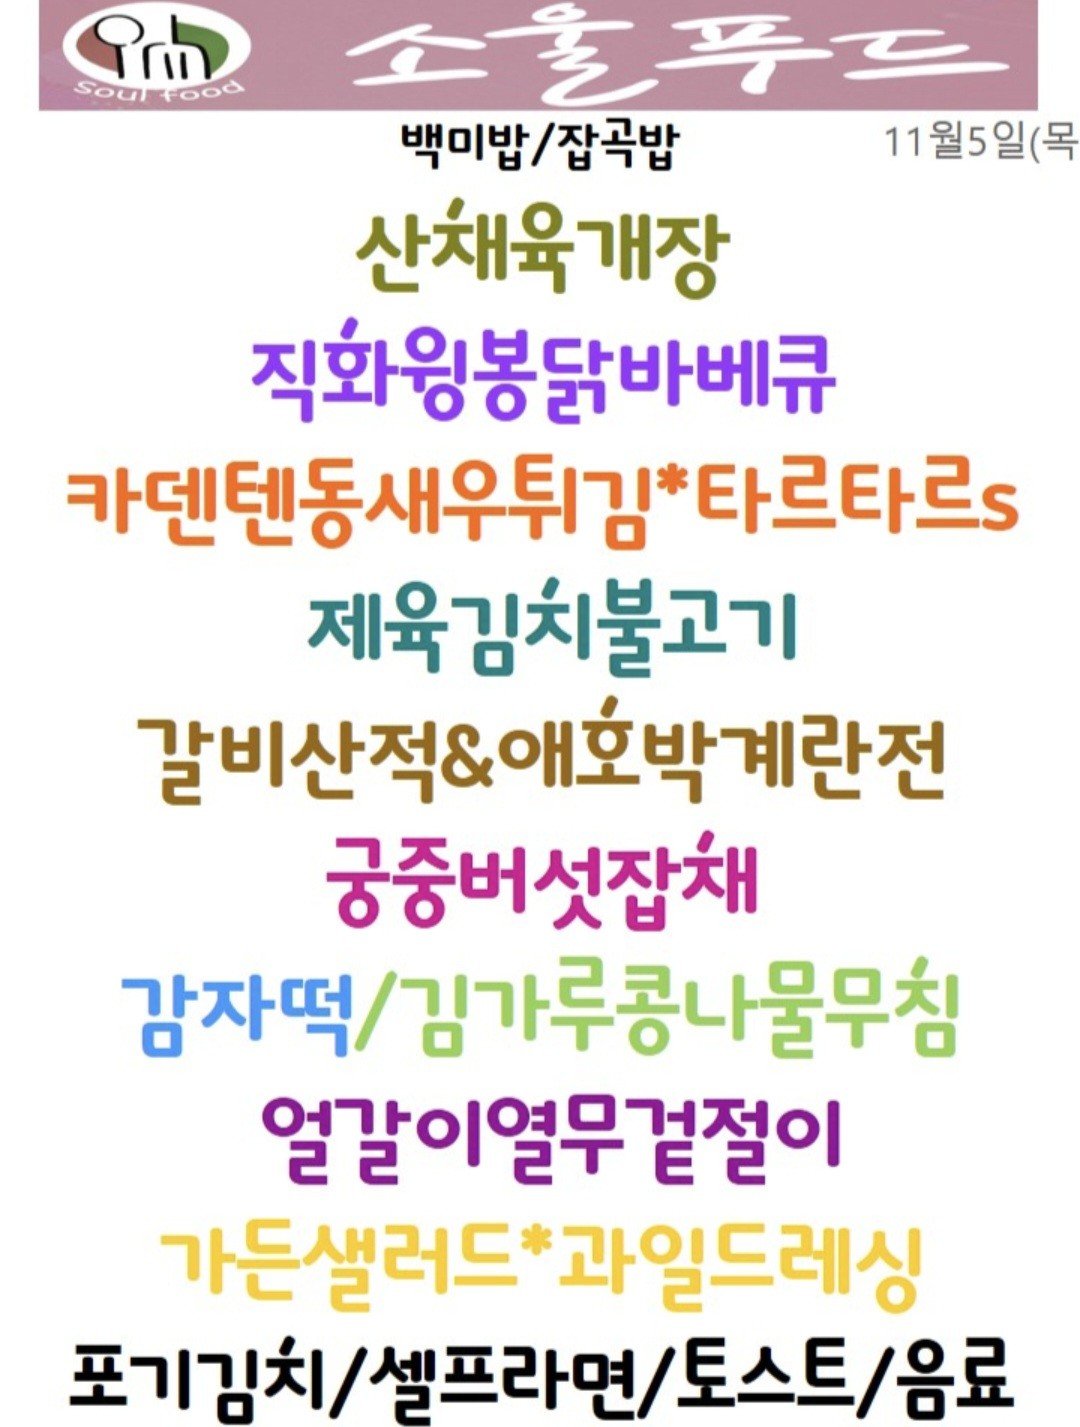 Soul food
소울푸드
백미밥/잡곡밥
11월5일(목
산채육개장
직화윙봉닭바베큐
카덴텐동새우튀김*타르타르s
제육김치불고기
갈비산적&애호박계란전
궁중버섯잡채
감자떡/김가루콩나물무침
얼갈이열무겉절이
가든샐러드*과일드레싱
포기김치/셀프라면/토스트/음료